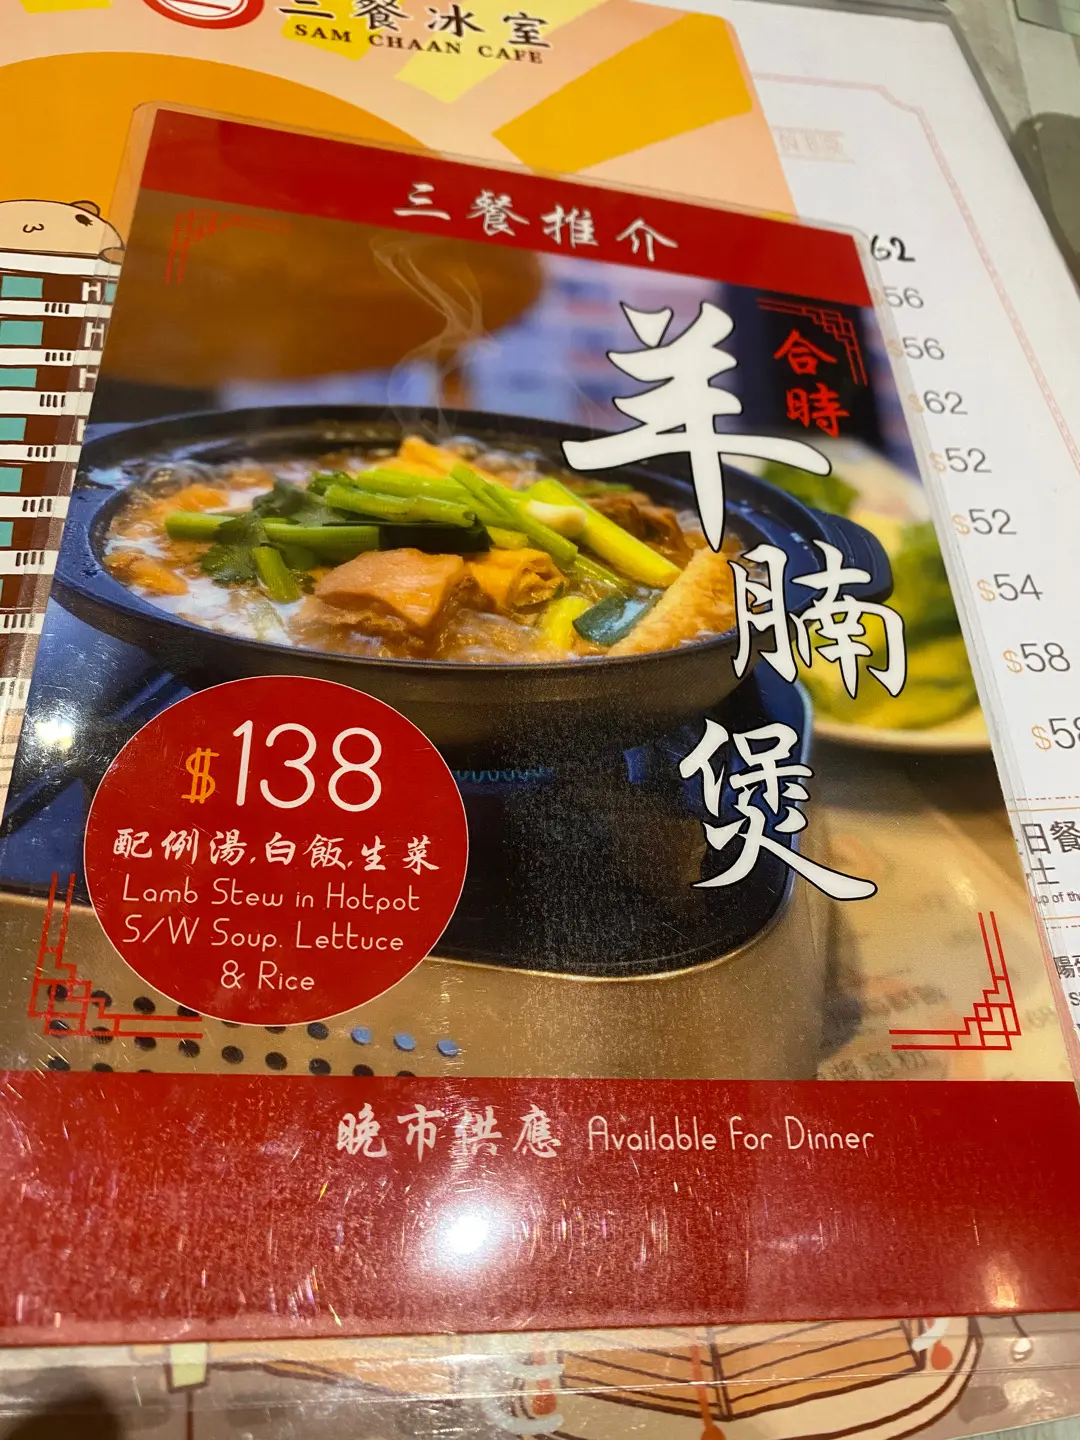 三餐冰室
SAM CHAAN CAFE
三餐推介
合時
羊腩煲
$138
配例湯.白飯.生菜
Lamb Stew in Hotpot
S/W Soup. Lettuce
& Rice
晚市供應 Available For Dinner
62
$56
$56
$62
$52
$52
$54
$58
日餐